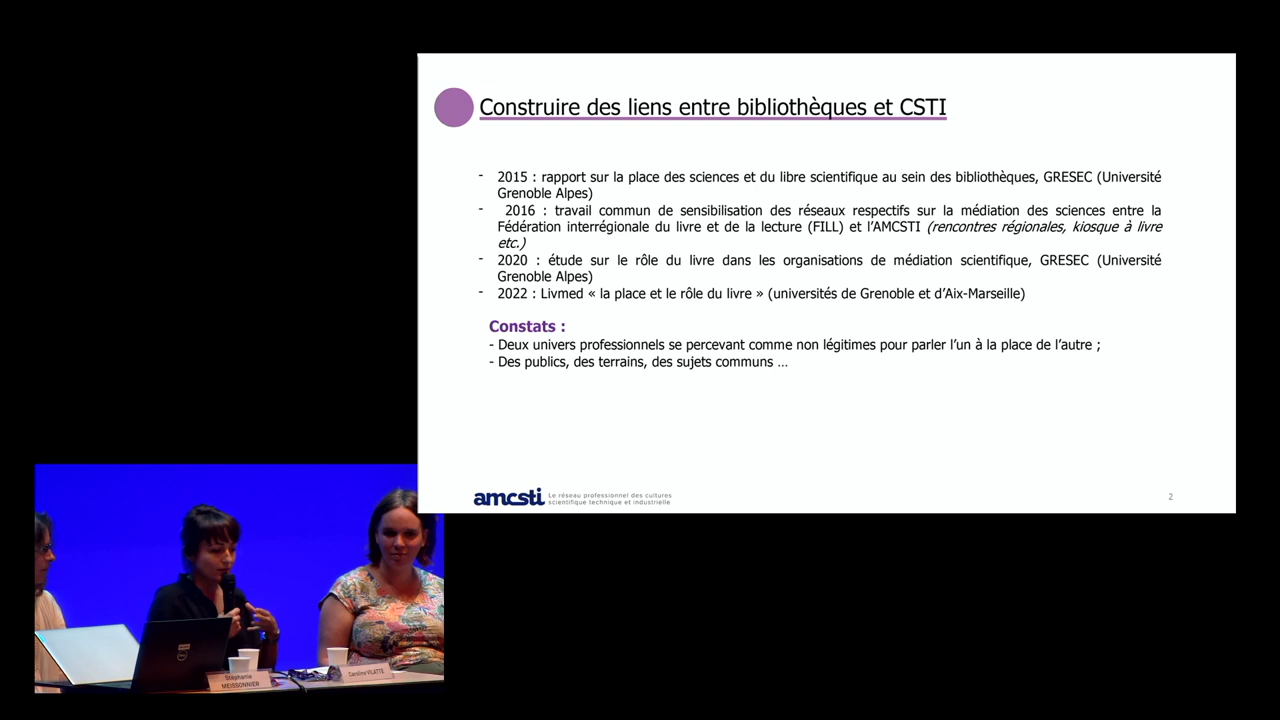 Construire des liens entre bibliothèques et CSTI
- 2015 : rapport sur la place des sciences et du libre scientifique au sein des bibliothèques, GRESEC (Université
Grenoble Alpes)
- 2016 : travail commun de sensibilisation des réseaux respectifs sur la médiation des sciences entre la
Fédération interrégionale du livre et de la lecture (FILL) et l'AMCSTI (rencontres régionales, kiosque à livre
etc.)
- 2020 : étude sur le rôle du livre dans les organisations de médiation scientifique, GRESEC (Université
Grenoble Alpes)
- 2022 : Livmed « la place et le rôle du livre » (universités de Grenoble et d'Aix-Marseille)
Constats :
- Deux univers professionnels se percevant comme non légitimes pour parler l'un à la place de l'autre ;
- Des publics, des terrains, des sujets communs …
amcsti Le réseau professionnel des cultures
scientifique technique et industrielle
2
Stéphanie
MEISSONNIER
Caroline VILATTE